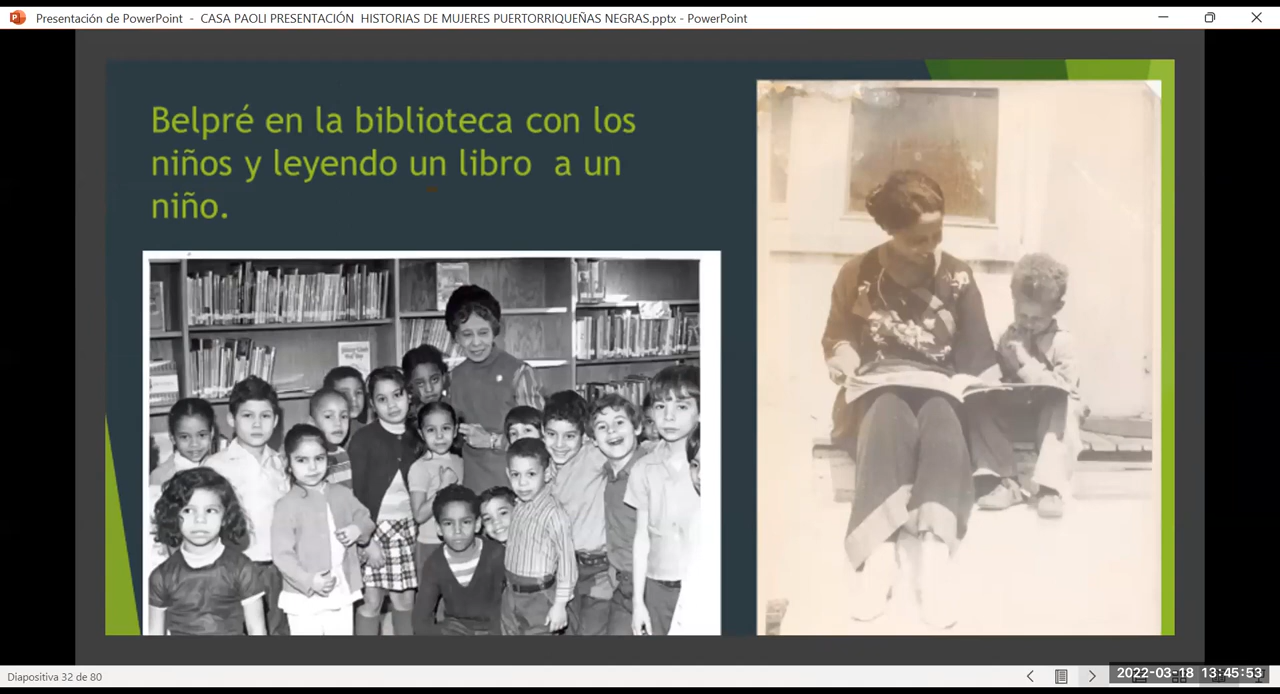 Presentación de PowerPoint - CASA PAOLI PRESENTACIÓN HISTORIAS DE MUJERES PUERTORRIQUEÑAS NEGRAS.pptx - PowerPoint
Belpré en la biblioteca con los
niños y leyendo un libro a un
niño.
Diapositiva 32 de 80
2022-03-18 13:45:53